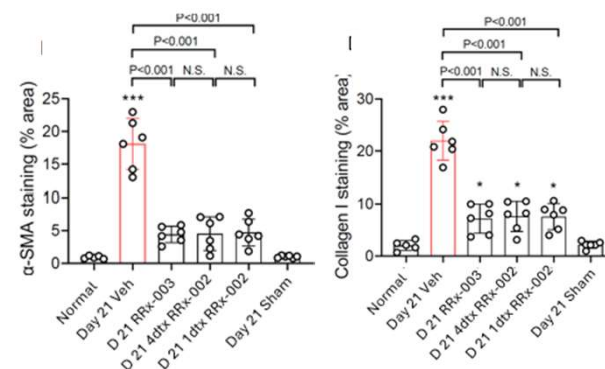 P<0.001
P<0.001
P<0.001 N.S. N.S.
***
α-SMA staining (% area)
25
20
15
10
5
0
Normal
Day 21 Veh
D 21 RRx-003
D 21 4dtx RRx-002
D 21 1dtx RRx-002
Day 21 Sham
P<0.001
P<0.001
P<0.001 N.S. N.S.
***
* * *
Collagen I staining (% area)
30
20
10
0
Normal
Day 21 Veh
D 21 RRx-003
D 21 4dtx RRx-002
D 21 1dtx RRx-002
Day 21 Sham